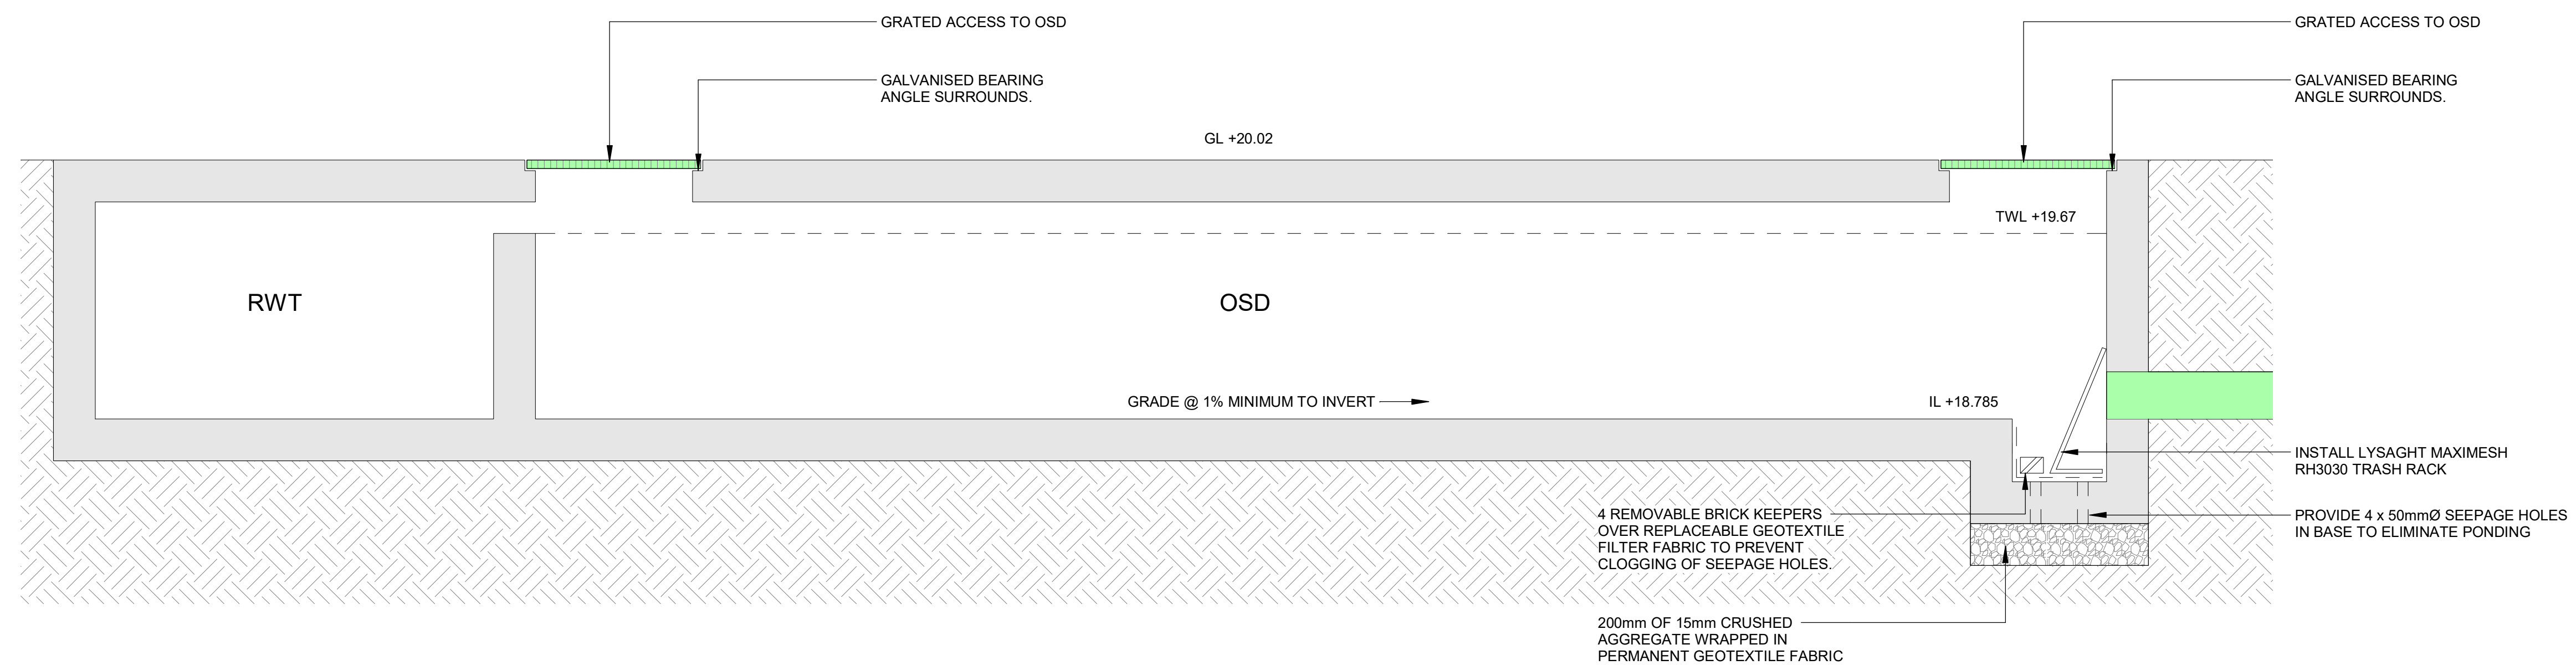 GRATED ACCESS TO OSD
GRATED ACCESS TO OSD
GALVANISED BEARING
ANGLE SURROUNDS.
GALVANISED BEARING
ANGLE SURROUNDS.
GL +20.02
TWL +19.67
RWT
OSD
GRADE @ 1% MINIMUM TO INVERT
IL +18.785
INSTALL LYSAGHT MAXIMESH
RH3030 TRASH RACK
4 REMOVABLE BRICK KEEPERS
OVER REPLACEABLE GEOTEXTILE
FILTER FABRIC TO PREVENT
CLOGGING OF SEEPAGE HOLES.
PROVIDE 4 x 50mmØ SEEPAGE HOLES
IN BASE TO ELIMINATE PONDING
200mm OF 15mm CRUSHED
AGGREGATE WRAPPED IN
PERMANENT GEOTEXTILE FABRIC